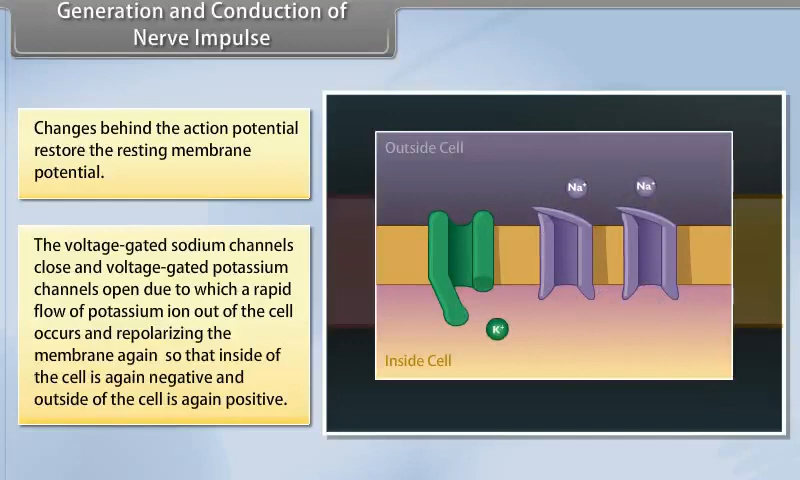 Generation and Conduction of
Nerve Impulse
Changes behind the action potential
restore the resting membrane
potential.
The voltage-gated sodium channels
close and voltage-gated potassium
channels open due to which a rapid
flow of potassium ion out of the cell
occurs and repolarizing the
membrane again so that inside of
the cell is again negative and
outside of the cell is again positive.
Outside Cell
Na⁺ Na⁺
K⁺
Inside Cell